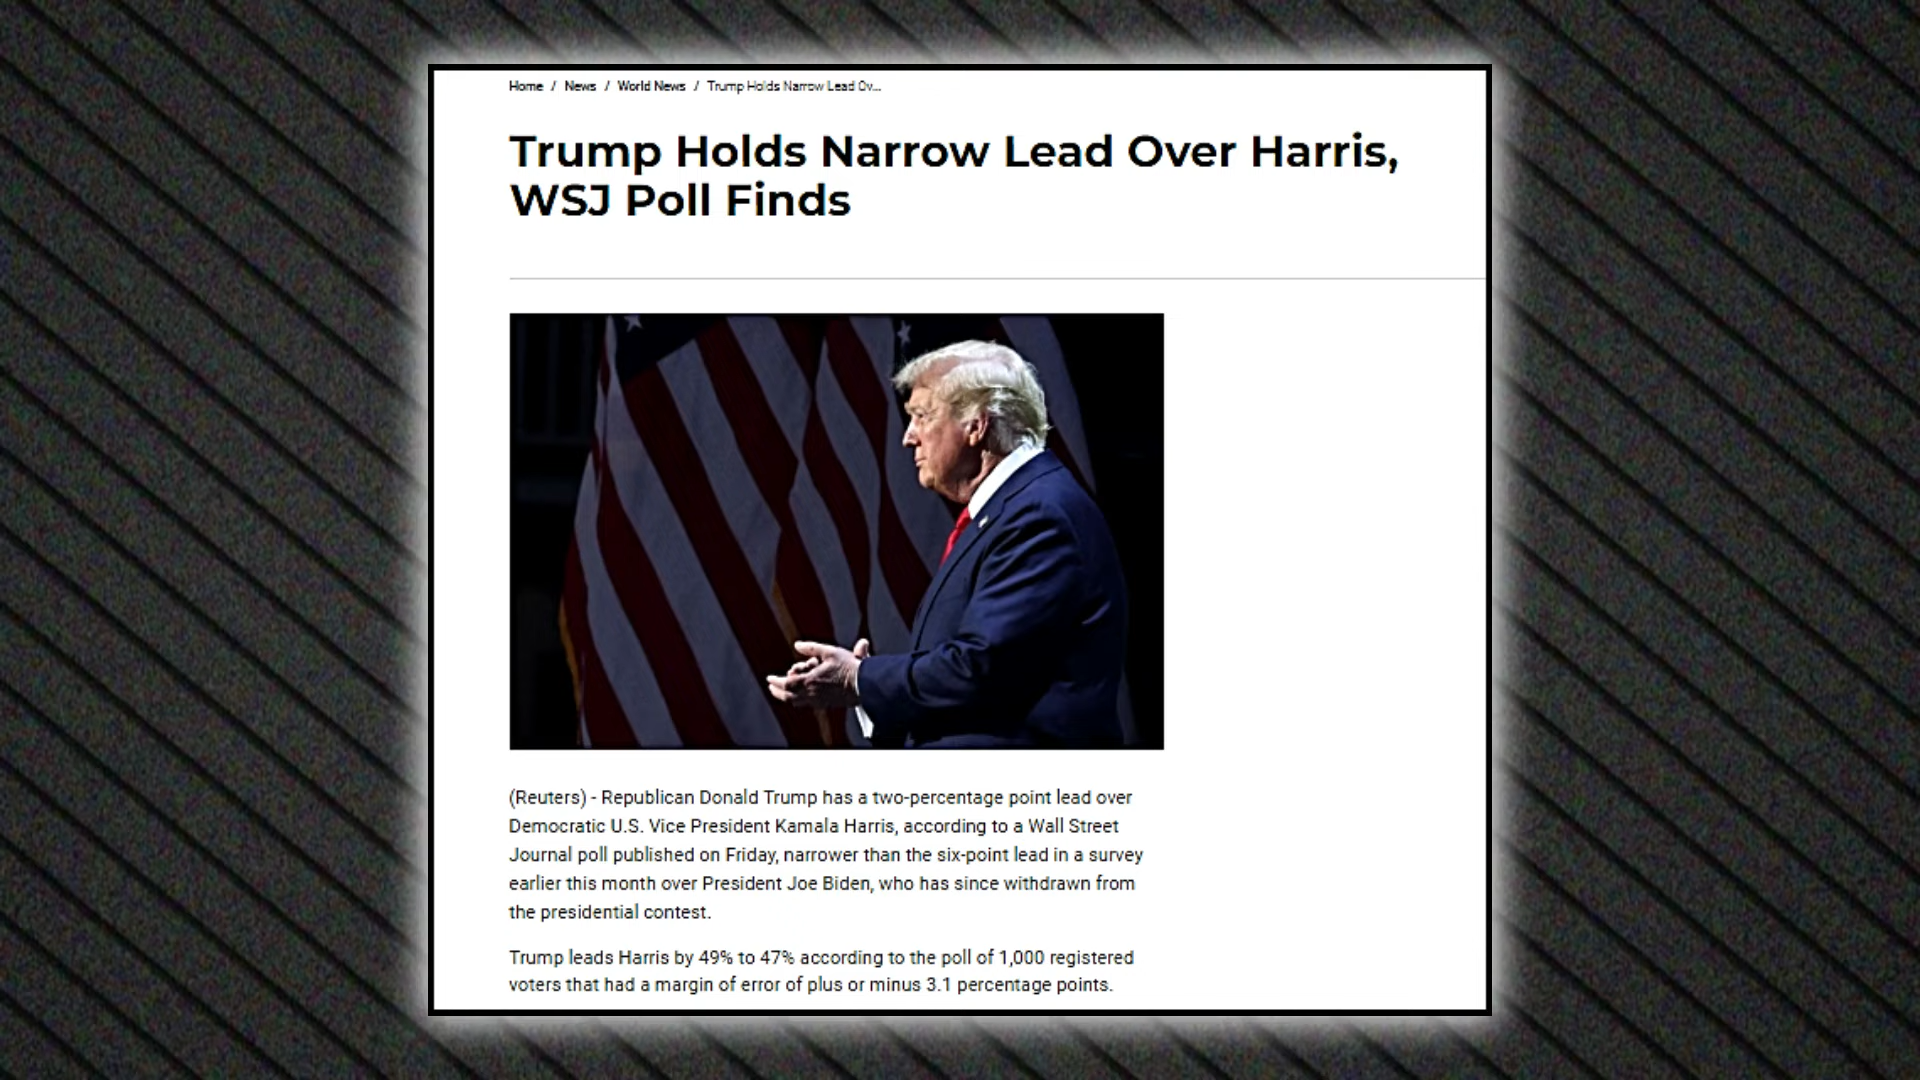 Home / News / World News / Trump Holds Narrow Lead Ov...
Trump Holds Narrow Lead Over Harris,
WSJ Poll Finds
(Reuters) - Republican Donald Trump has a two-percentage point lead over
Democratic U.S. Vice President Kamala Harris, according to a Wall Street
Journal poll published on Friday, narrower than the six-point lead in a survey
earlier this month over President Joe Biden, who has since withdrawn from
the presidential contest.
Trump leads Harris by 49% to 47% according to the poll of 1,000 registered
voters that had a margin of error of plus or minus 3.1 percentage points.